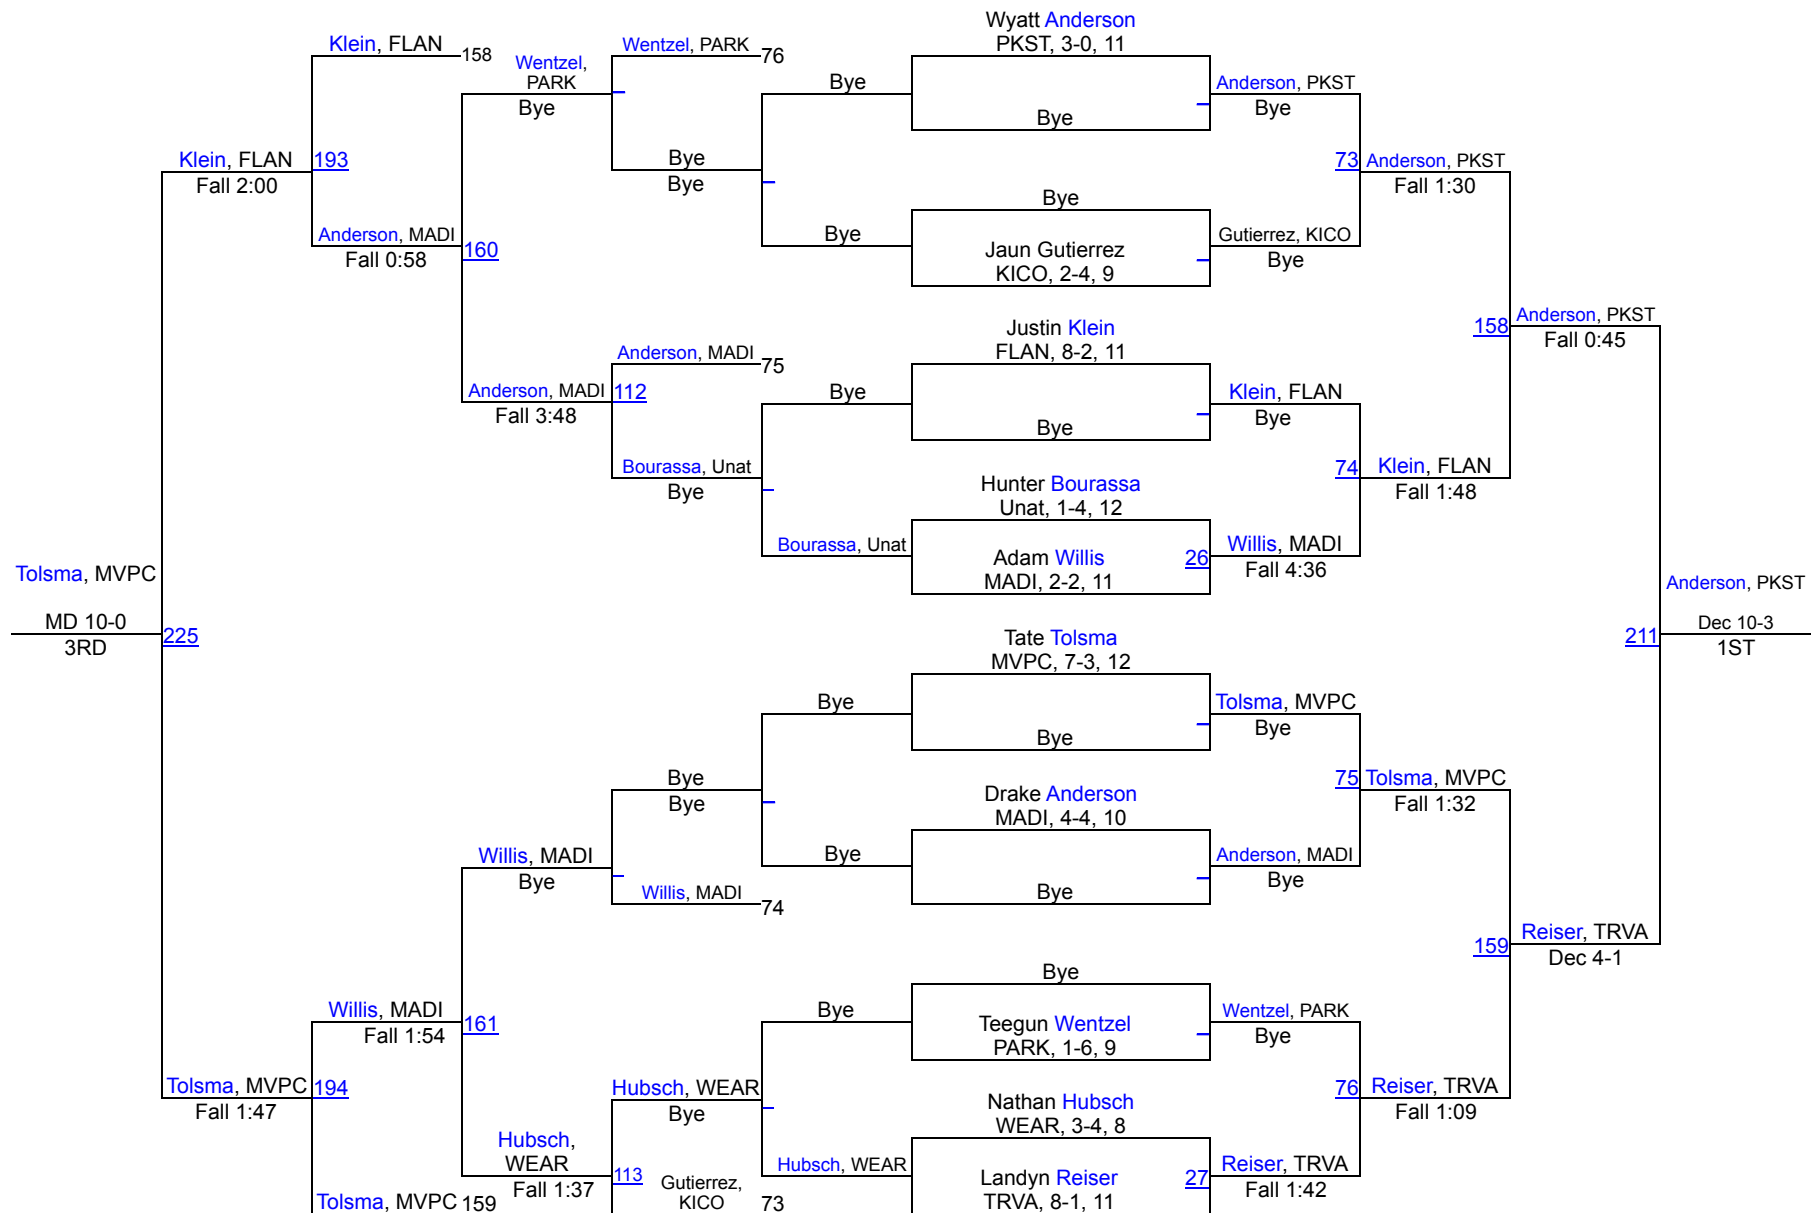 Wyatt Anderson
PKST, 3-0, 11
Klein, FLAN
158
Wentzel,
PARK
Bye
Wentzel, PARK
76
Bye
Bye
Anderson, PKST
Bye
Klein, FLAN
Fall 2:00
193
Bye
Bye
73
Anderson, PKST
Fall 1:30
Anderson, MADI
Fall 0:58
160
Bye
Bye
Jaun Gutierrez
KICO, 2-4, 9
Gutierrez, KICO
Bye
Justin Klein
FLAN, 8-2, 11
158
Anderson, PKST
Fall 0:45
Anderson, MADI
75
Anderson, MADI
Fall 3:48
112
Bye
Bye
Klein, FLAN
Bye
Bourassa, Unat
Bye
74
Klein, FLAN
Fall 1:48
Hunter Bourassa
Unat, 1-4, 12
Bourassa, Unat
Adam Willis
MADI, 2-2, 11
26
Willis, MADI
Fall 4:36
Tolsma, MVPC
MD 10-0
3RD
225
Anderson, PKST
Dec 10-3
1ST
211
Tate Tolsma
MVPC, 7-3, 12
Bye
Bye
Tolsma, MVPC
Bye
Bye
Bye
75
Tolsma, MVPC
Fall 1:32
Drake Anderson
MADI, 4-4, 10
Willis, MADI
Bye
Bye
Bye
Anderson, MADI
Bye
Willis, MADI
74
159
Reiser, TRVA
Dec 4-1
Bye
Willis, MADI
Fall 1:54
161
Bye
Teegun Wentzel
PARK, 1-6, 9
Wentzel, PARK
Bye
Tolsma, MVPC
Fall 1:47
194
Hubsch, WEAR
Bye
76
Reiser, TRVA
Fall 1:09
Nathan Hubsch
WEAR, 3-4, 8
Hubsch,
WEAR
Fall 1:37
113
Hubsch, WEAR
Landyn Reiser
TRVA, 8-1, 11
27
Reiser, TRVA
Fall 1:42
Tolsma, MVPC
159
Gutierrez,
KICO
73